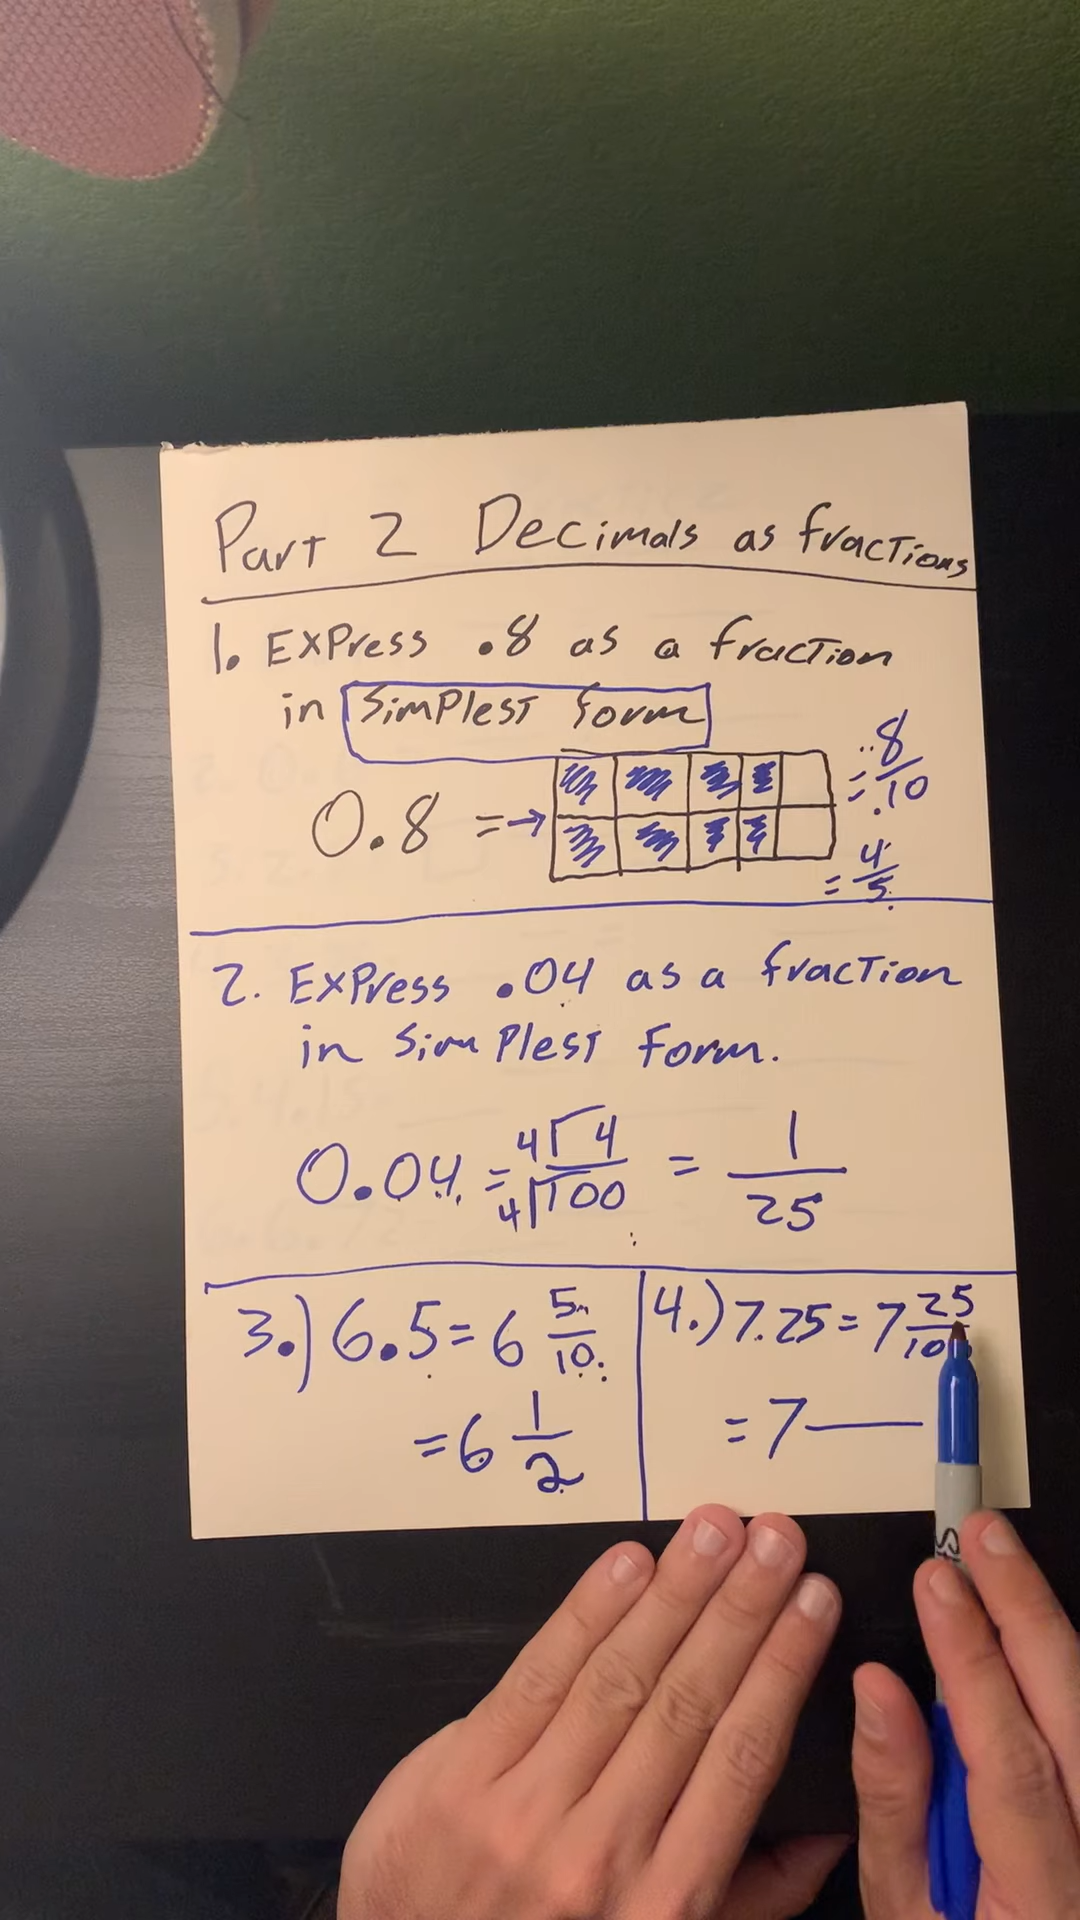 Part 2 Decimals as fractions
1. Express .8 as a fraction
in simplest form
0.8 = → = 8/10
= 4/5
2. Express .04 as a fraction
in simplest form.
0.04 = 4√4/4√100 = 1/25
3.) 6.5 = 6 5/10
= 6 1/2
4.) 7.25 = 7 25/100
= 7